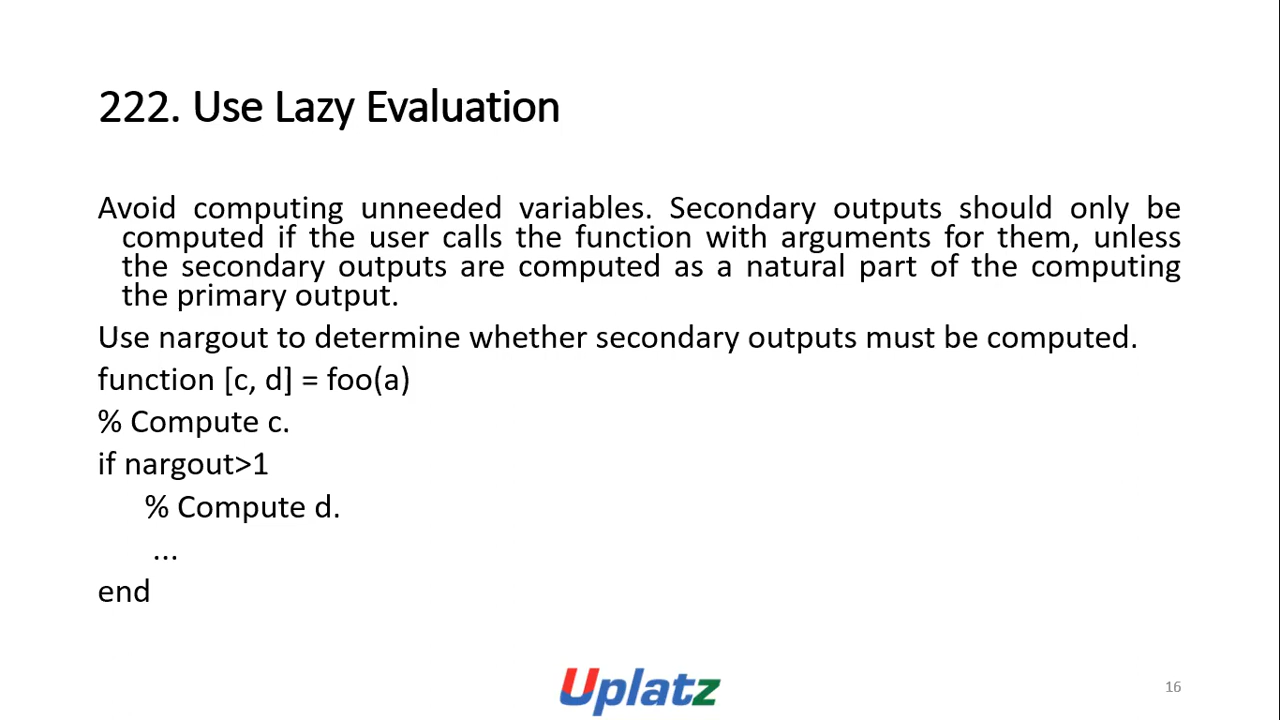 222. Use Lazy Evaluation
Avoid computing unneeded variables. Secondary outputs should only be
computed if the user calls the function with arguments for them, unless
the secondary outputs are computed as a natural part of the computing
the primary output.
Use nargout to determine whether secondary outputs must be computed.
function [c, d] = foo(a)
% Compute c.
if nargout>1
% Compute d.
...
end
Uplatz
16